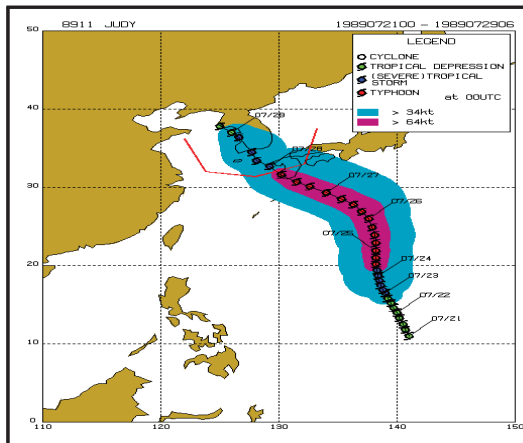 8911 JUDY 1989072100 - 1989072906
50
LEGEND
CYCLONE
TROPICAL DEPRESSION
(SEVERE)TROPICAL
STORM
TYPHOON
at 00UTC
> 34kt
> 64kt
40
07/28
07/28
30
07/27
07/26
07/25
07/24
20
07/23
07/22
07/21
10
0
110 120 130 140 150